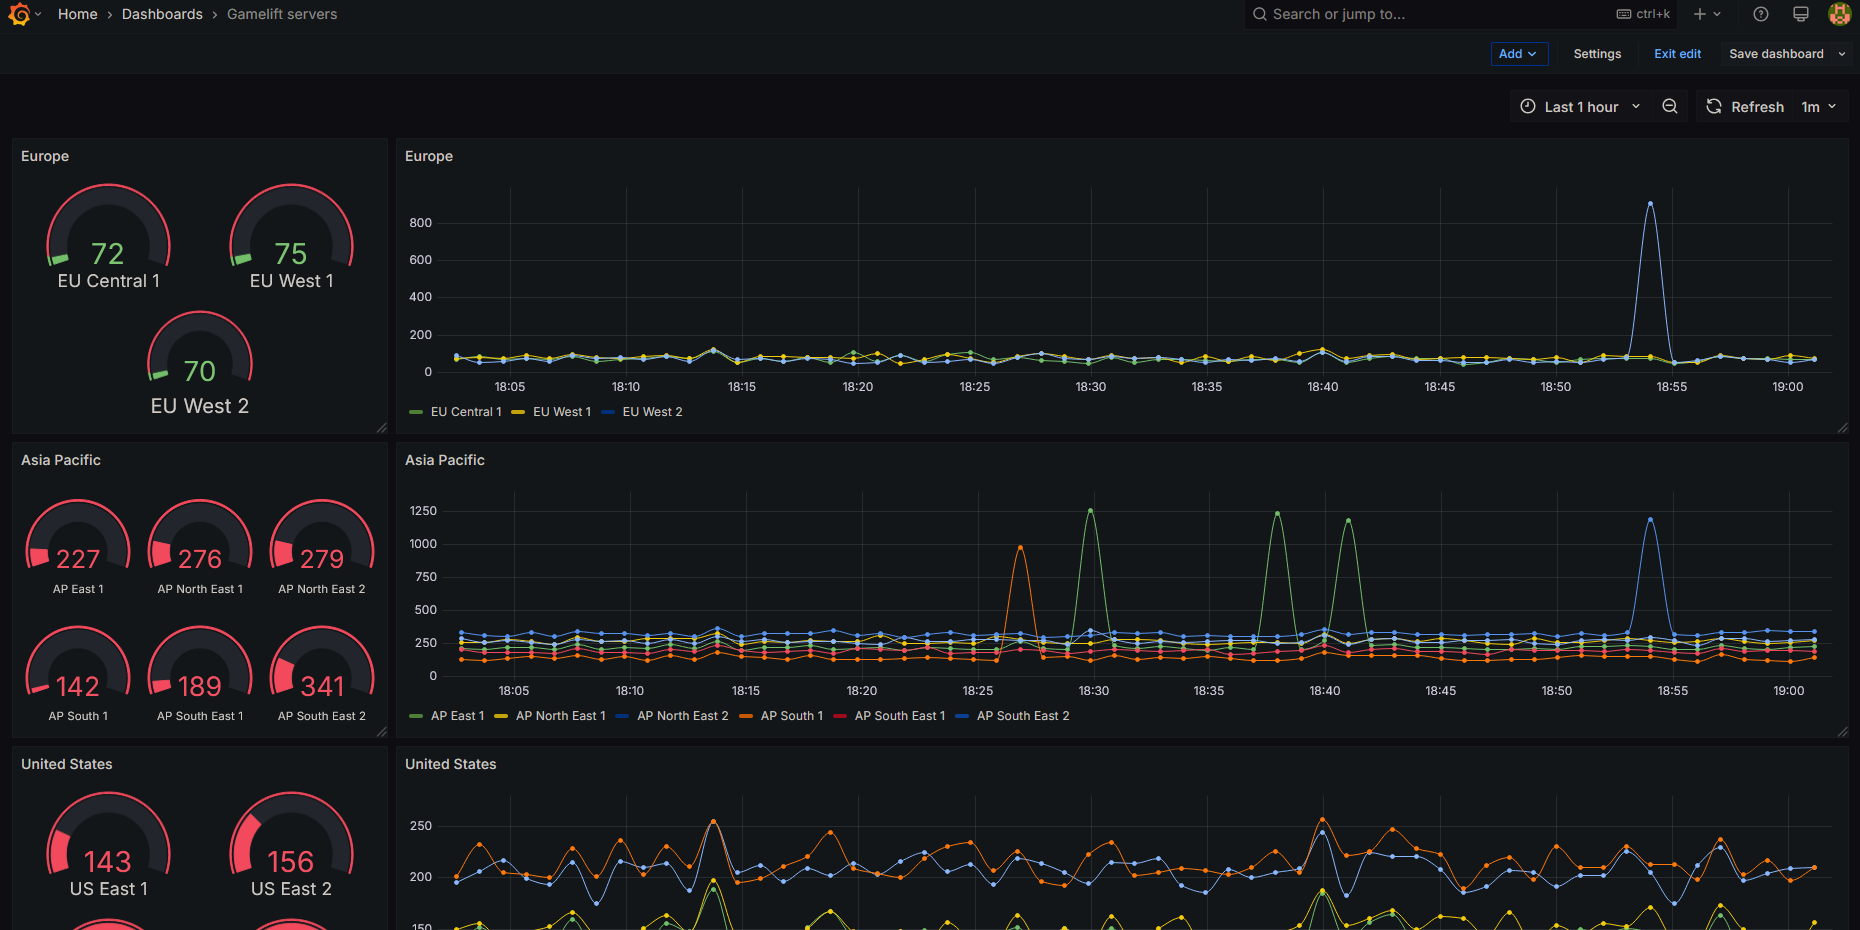 Home › Dashboards › Gamelift servers
Search or jump to...
ctrl+k
Add
Settings
Exit edit
Save dashboard
Last 1 hour
Refresh
1m
Europe
72
EU Central 1
75
EU West 1
70
EU West 2
Europe
800
600
400
200
0
18:05 18:10 18:15 18:20 18:25 18:30 18:35 18:40 18:45 18:50 18:55 19:00
EU Central 1 EU West 1 EU West 2
Asia Pacific
227
AP East 1
276
AP North East 1
279
AP North East 2
142
AP South 1
189
AP South East 1
341
AP South East 2
Asia Pacific
1250
1000
750
500
250
0
18:05 18:10 18:15 18:20 18:25 18:30 18:35 18:40 18:45 18:50 18:55 19:00
AP East 1 AP North East 1 AP North East 2 AP South 1 AP South East 1 AP South East 2
United States
143
US East 1
156
US East 2
United States
250
200
150